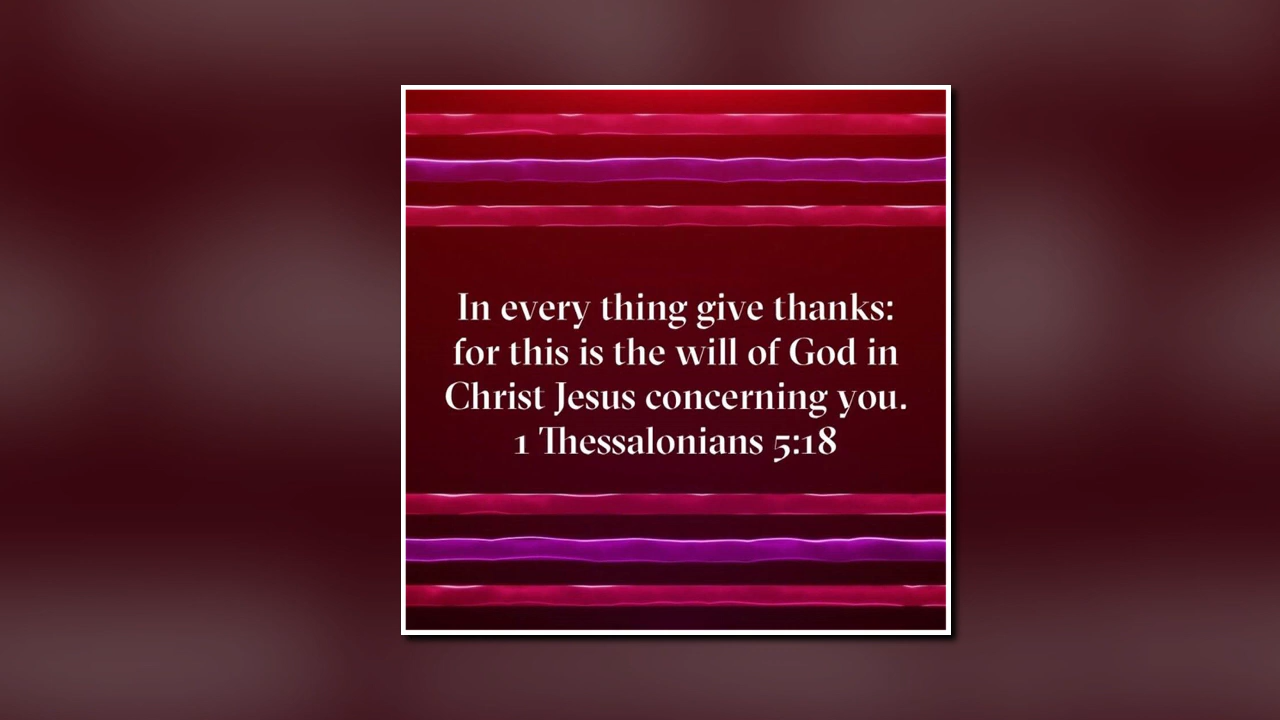 In every thing give thanks:
for this is the will of God in
Christ Jesus concerning you.
1 Thessalonians 5:18